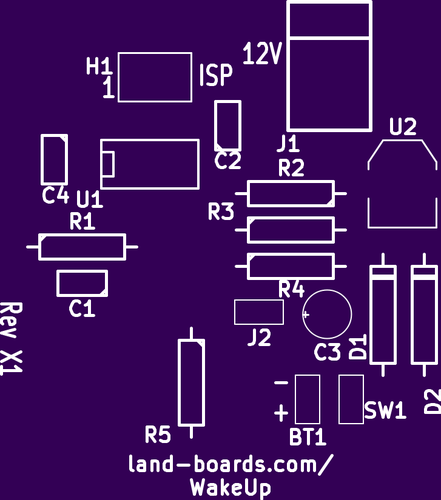 12V
H1
ISP
1
U2
J1
C2
R2
C4
U1
R3
R1
R4
C1
Rev X1
J2
C3
D1
D2
-
+
SW1
R5
BT1
land-boards.com/
WakeUp